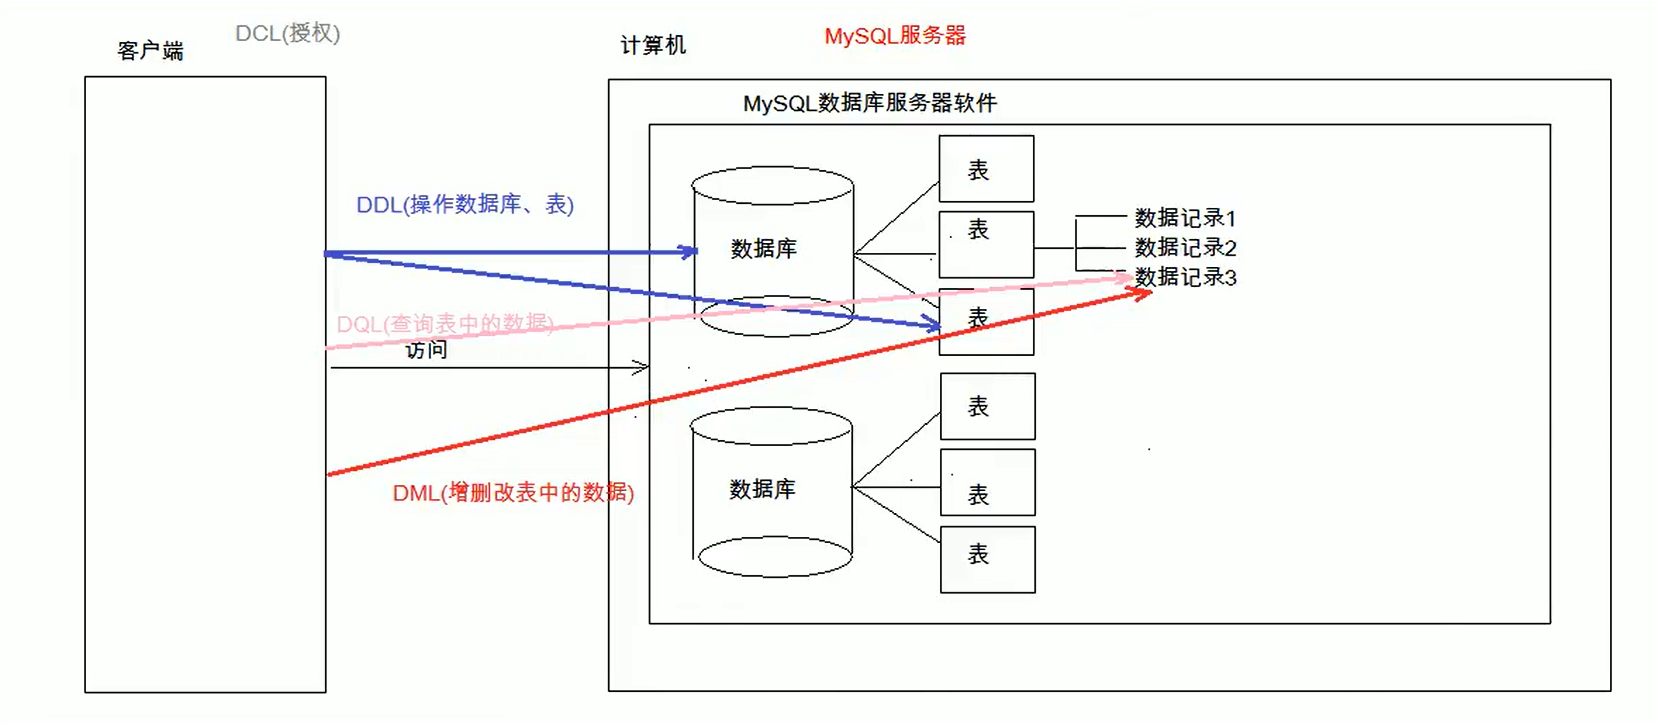 DCL(授权)
客户端
计算机
MySQL服务器
MySQL数据库服务器软件
表
DDL(操作数据库、表)
数据库
表
数据记录1
数据记录2
数据记录3
表
DQL(查询表中的数据)
访问
表
DML(增删改表中的数据)
数据库
表
表